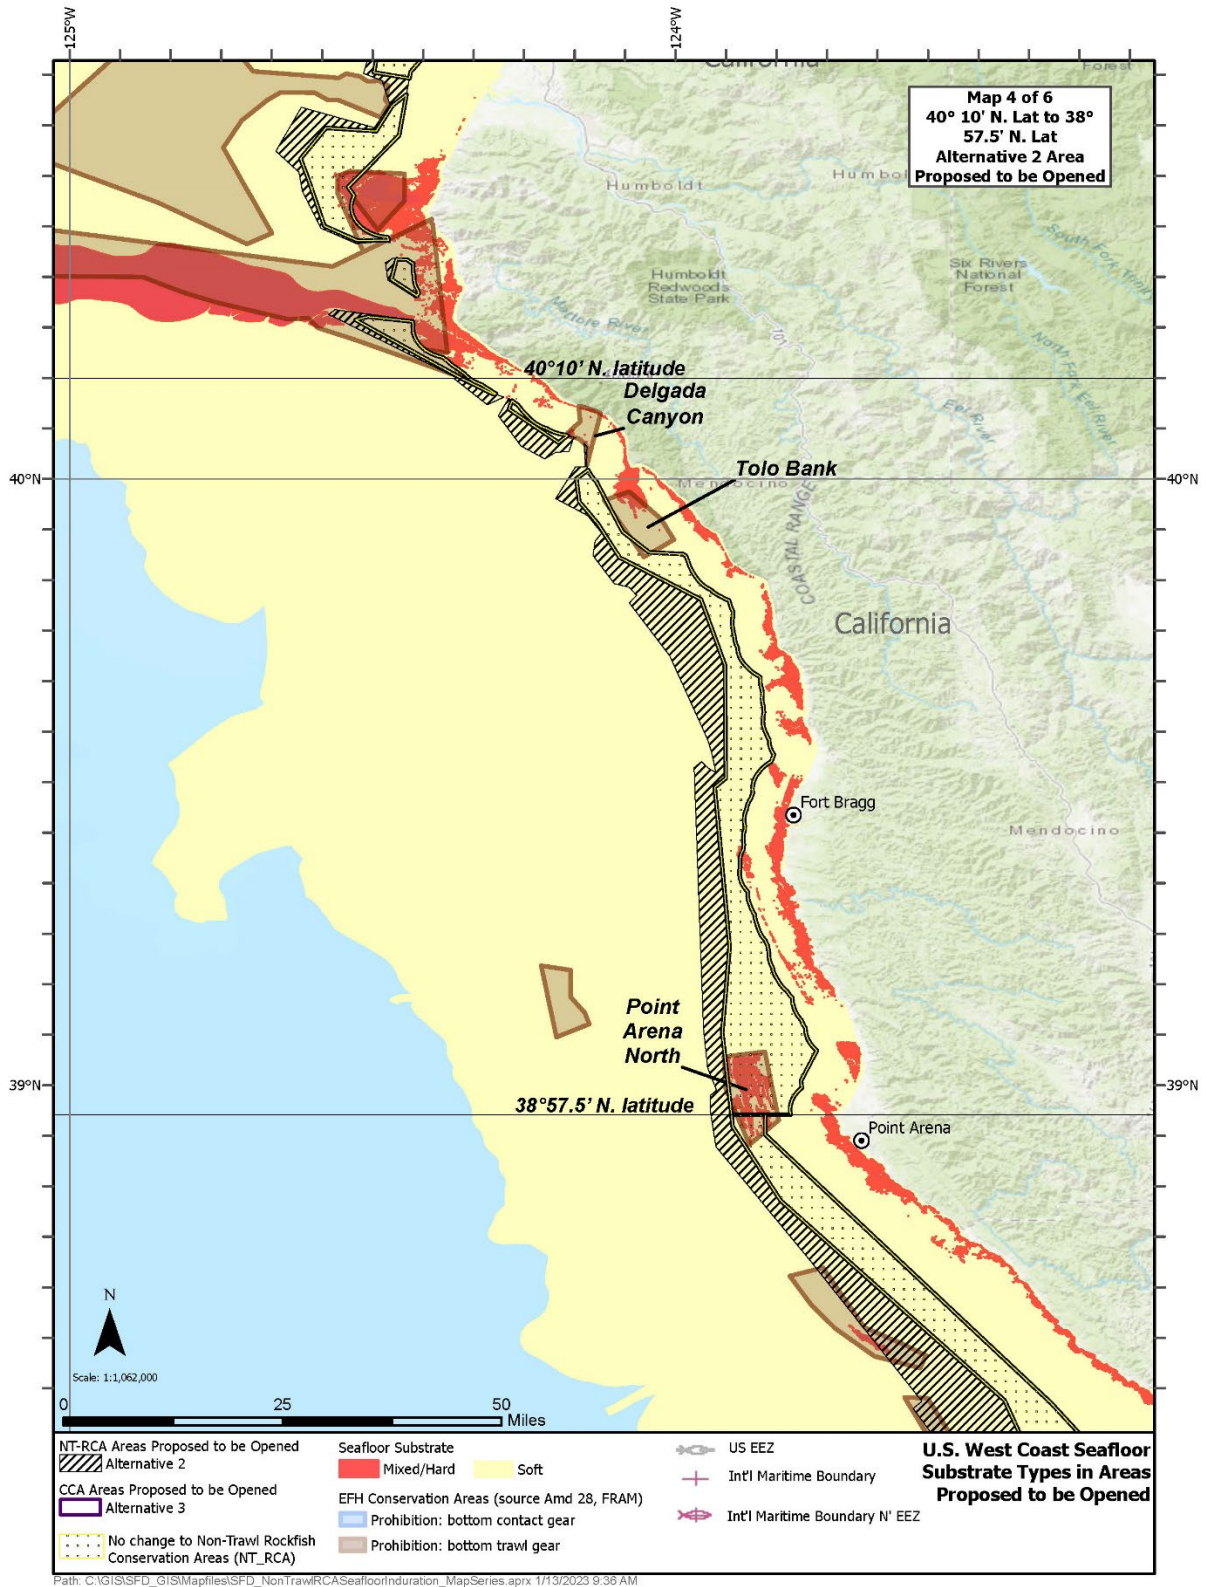 125°W
124°W
California
Forest
Map 4 of 6
40° 10' N. Lat to 38°
57.5' N. Lat
Alternative 2 Area
Proposed to be Opened
Humboldt
Humbol
South Fork Trinity
Six Rivers
National
Forest
Humboldt
Redwoods
State Park
Mattole River
101
North Fork Eel River
40°10' N. latitude
Delgada
Canyon
Eel River
Tolo Bank
40°N
Mendocino
40°N
COASTAL RANGE
California
Fort Bragg
Mendocino
Point
Arena
North
39°N
39°N
38°57.5' N. latitude
Point Arena
N
Scale: 1:1,062,000
0 25 50
Miles
NT-RCA Areas Proposed to be Opened
Alternative 2
CCA Areas Proposed to be Opened
Alternative 3
No change to Non-Trawl Rockfish
Conservation Areas (NT_RCA)
Seafloor Substrate
Mixed/Hard Soft
EFH Conservation Areas (source Amd 28, FRAM)
Prohibition: bottom contact gear
Prohibition: bottom trawl gear
US EEZ
Int'l Maritime Boundary
Int'l Maritime Boundary N' EEZ
U.S. West Coast Seafloor
Substrate Types in Areas
Proposed to be Opened
Path: C:\GIS\SFD_GIS\Mapfiles\SFD_NonTrawlRCASeafloorInduration_MapSeries.aprx 1/13/2023 9:36 AM